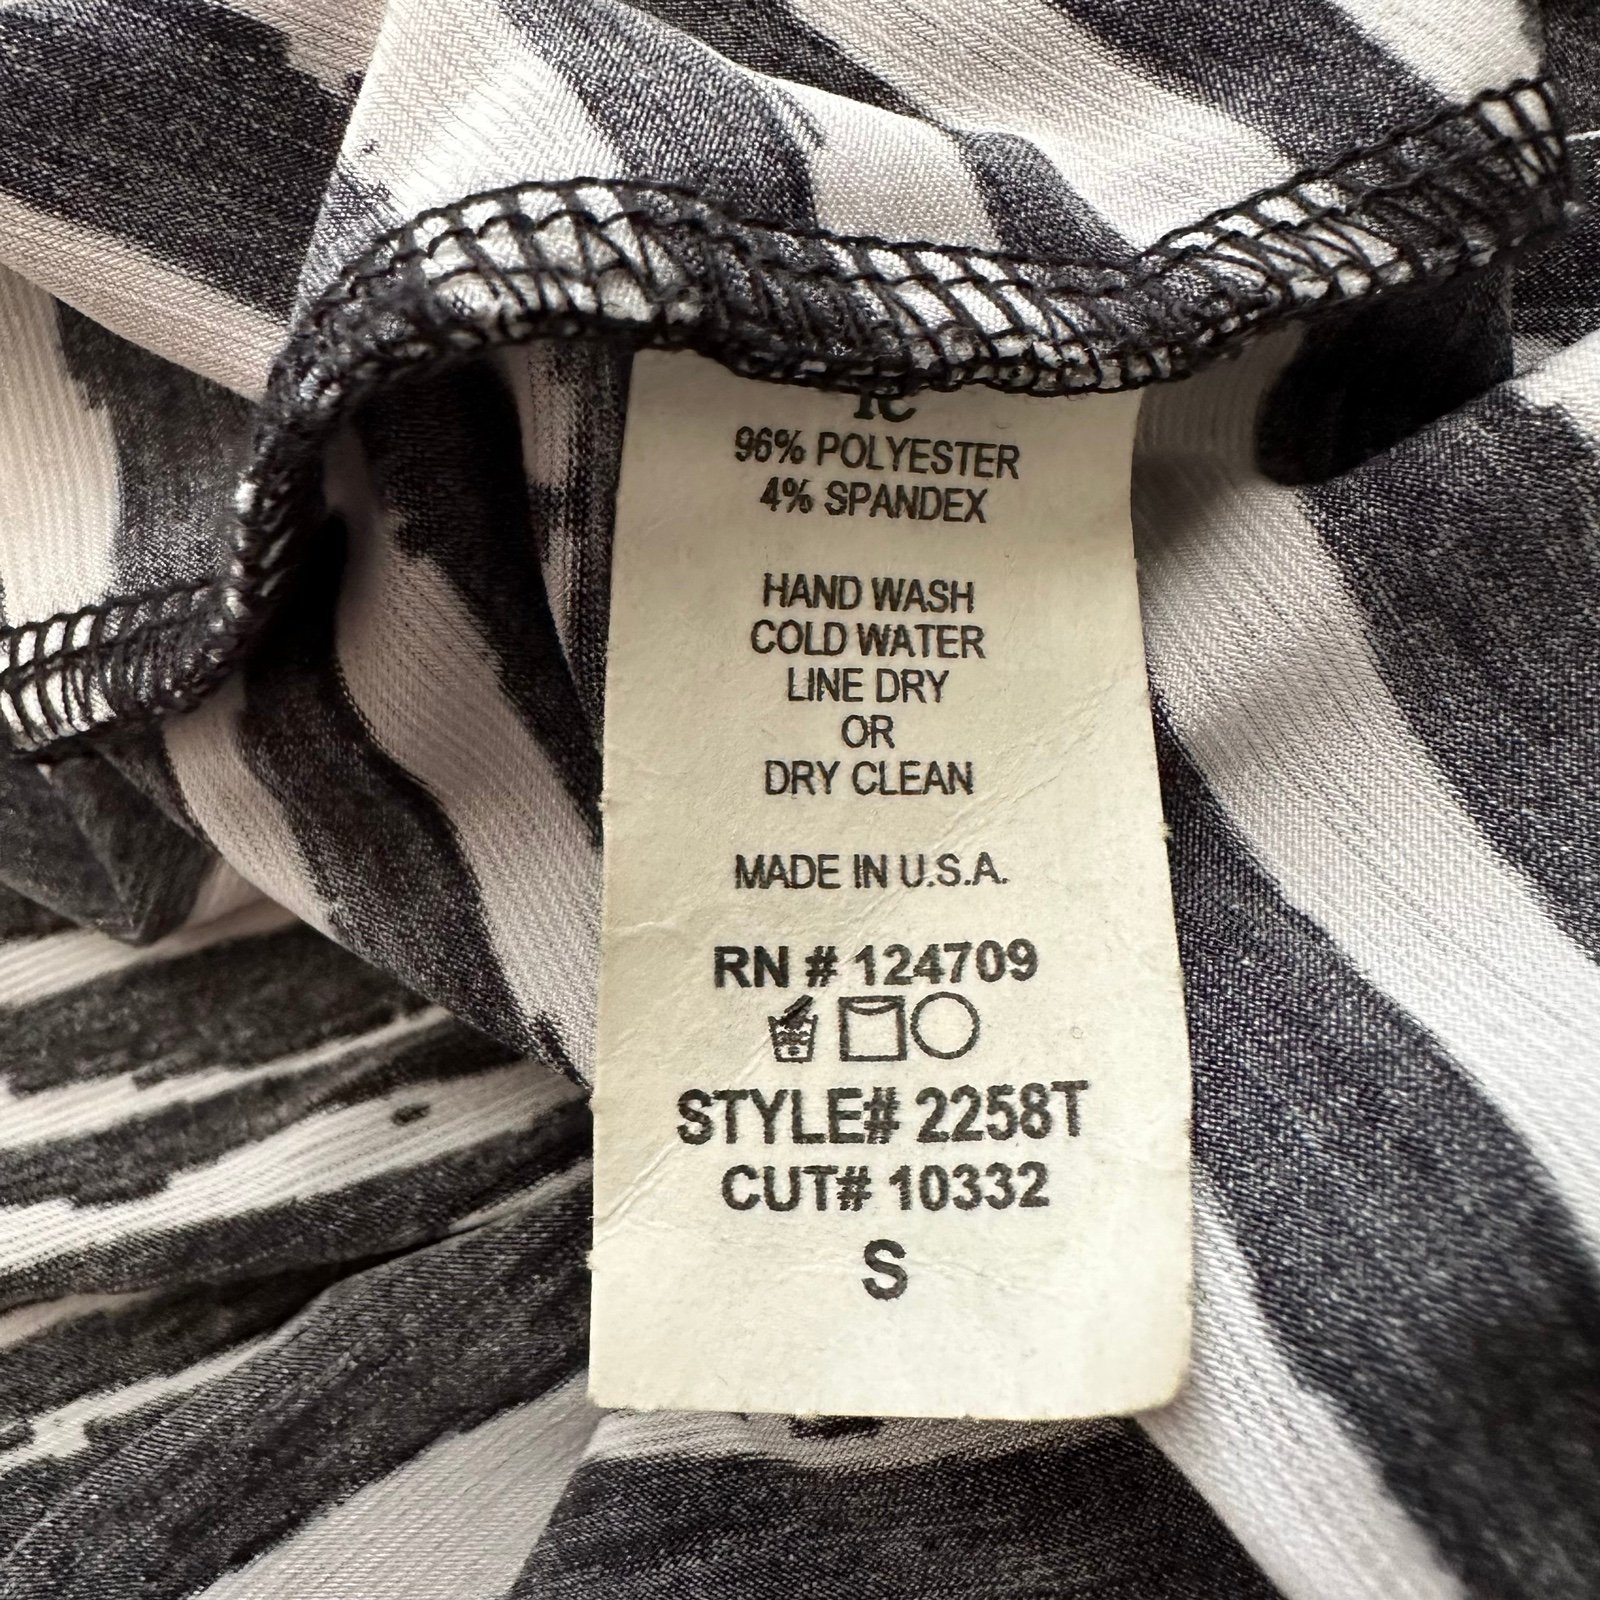 96% POLYESTER
4% SPANDEX
HAND WASH
COLD WATER
LINE DRY
OR
DRY CLEAN
MADE IN U.S.A.
RN # 124709
STYLE# 2258T
CUT# 10332
S